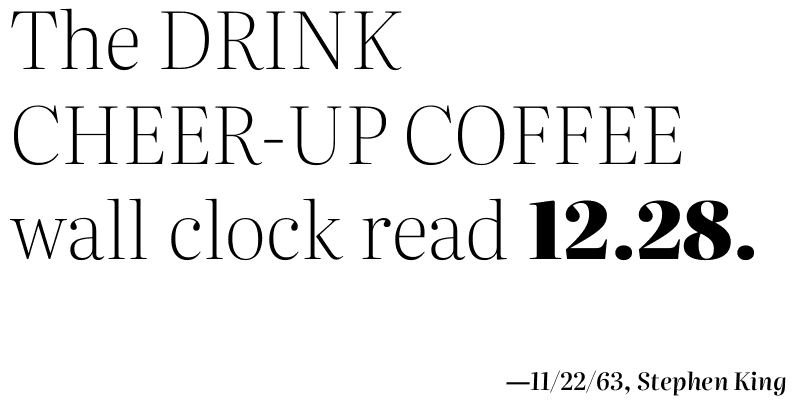 The DRINK
CHEER-UP COFFEE
wall clock read 12.28.
—11/22/63, Stephen King